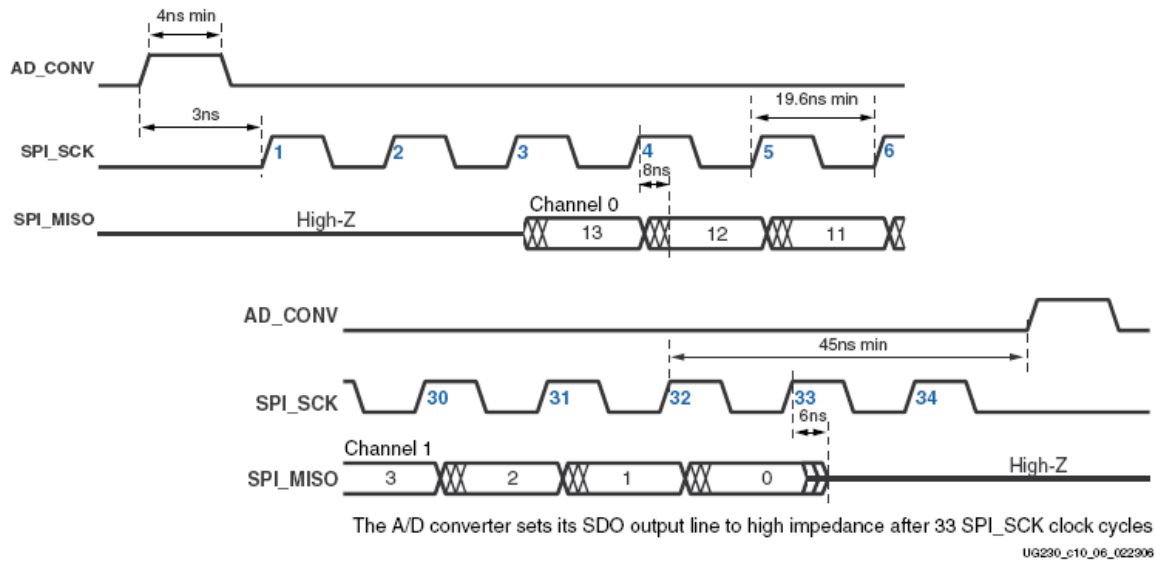 4ns min
AD_CONV
3ns
19.6ns min
SPI_SCK
1 2 3 4 5 6
8ns
Channel 0
SPI_MISO High-Z 13 12 11
AD_CONV
45ns min
SPI_SCK 30 31 32 33 34
6ns
Channel 1
SPI_MISO 3 2 1 0 High-Z
The A/D converter sets its SDO output line to high impedance after 33 SPI_SCK clock cycles
UG230_c10_06_022306